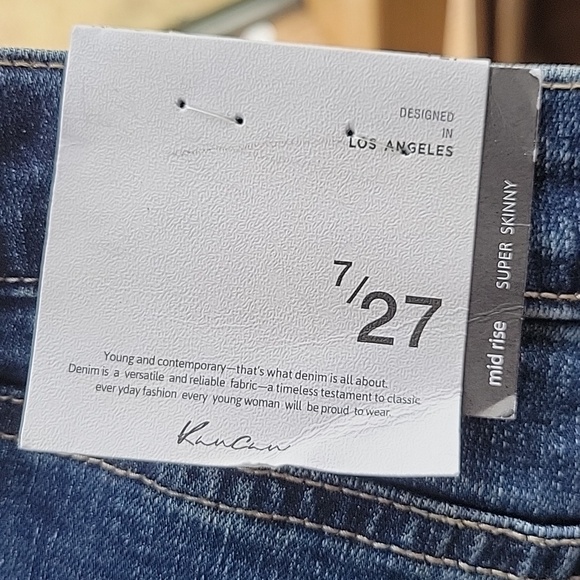 DESIGNED
IN
LOS ANGELES
7/27
Young and contemporary—that's what denim is all about.
Denim is a versatile and reliable fabric—a timeless testament to classic
everyday fashion every young woman will be proud to wear.
KanCan
mid rise SUPER SKINNY